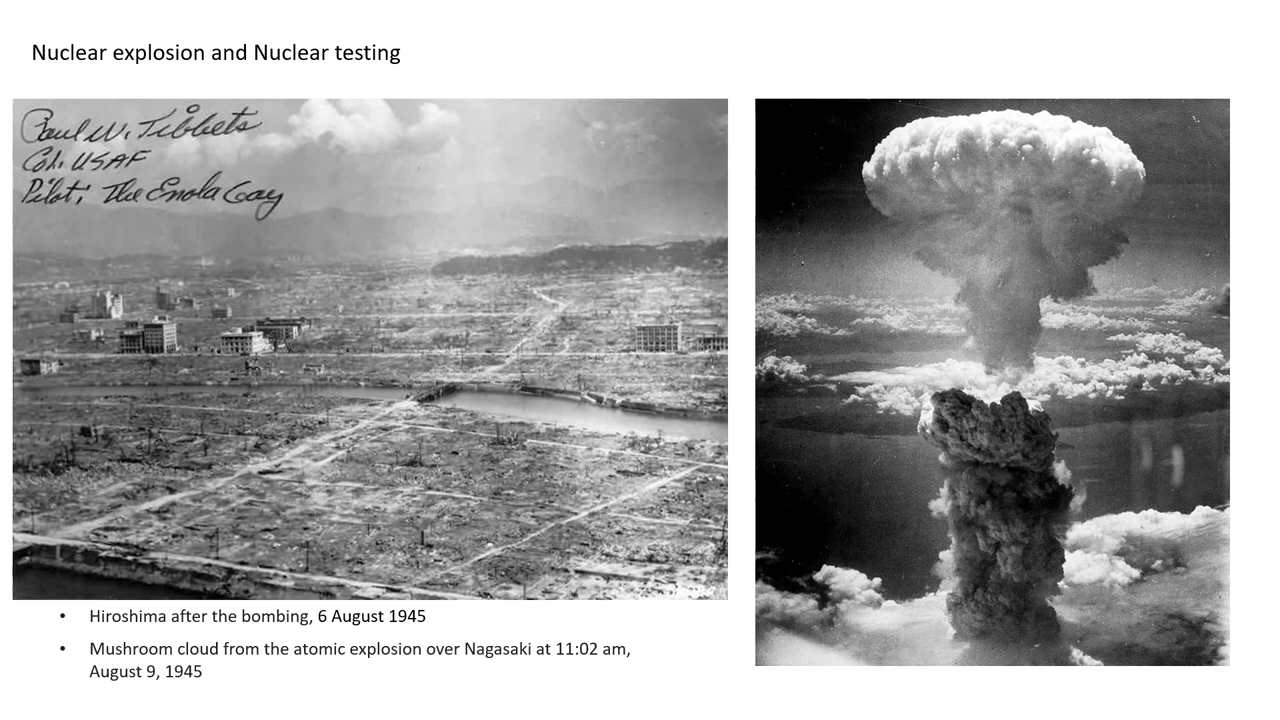 Nuclear explosion and Nuclear testing
Paul W. Tibbets
Col. USAF
Pilot: The Enola Gay
• Hiroshima after the bombing, 6 August 1945
• Mushroom cloud from the atomic explosion over Nagasaki at 11:02 am,
August 9, 1945